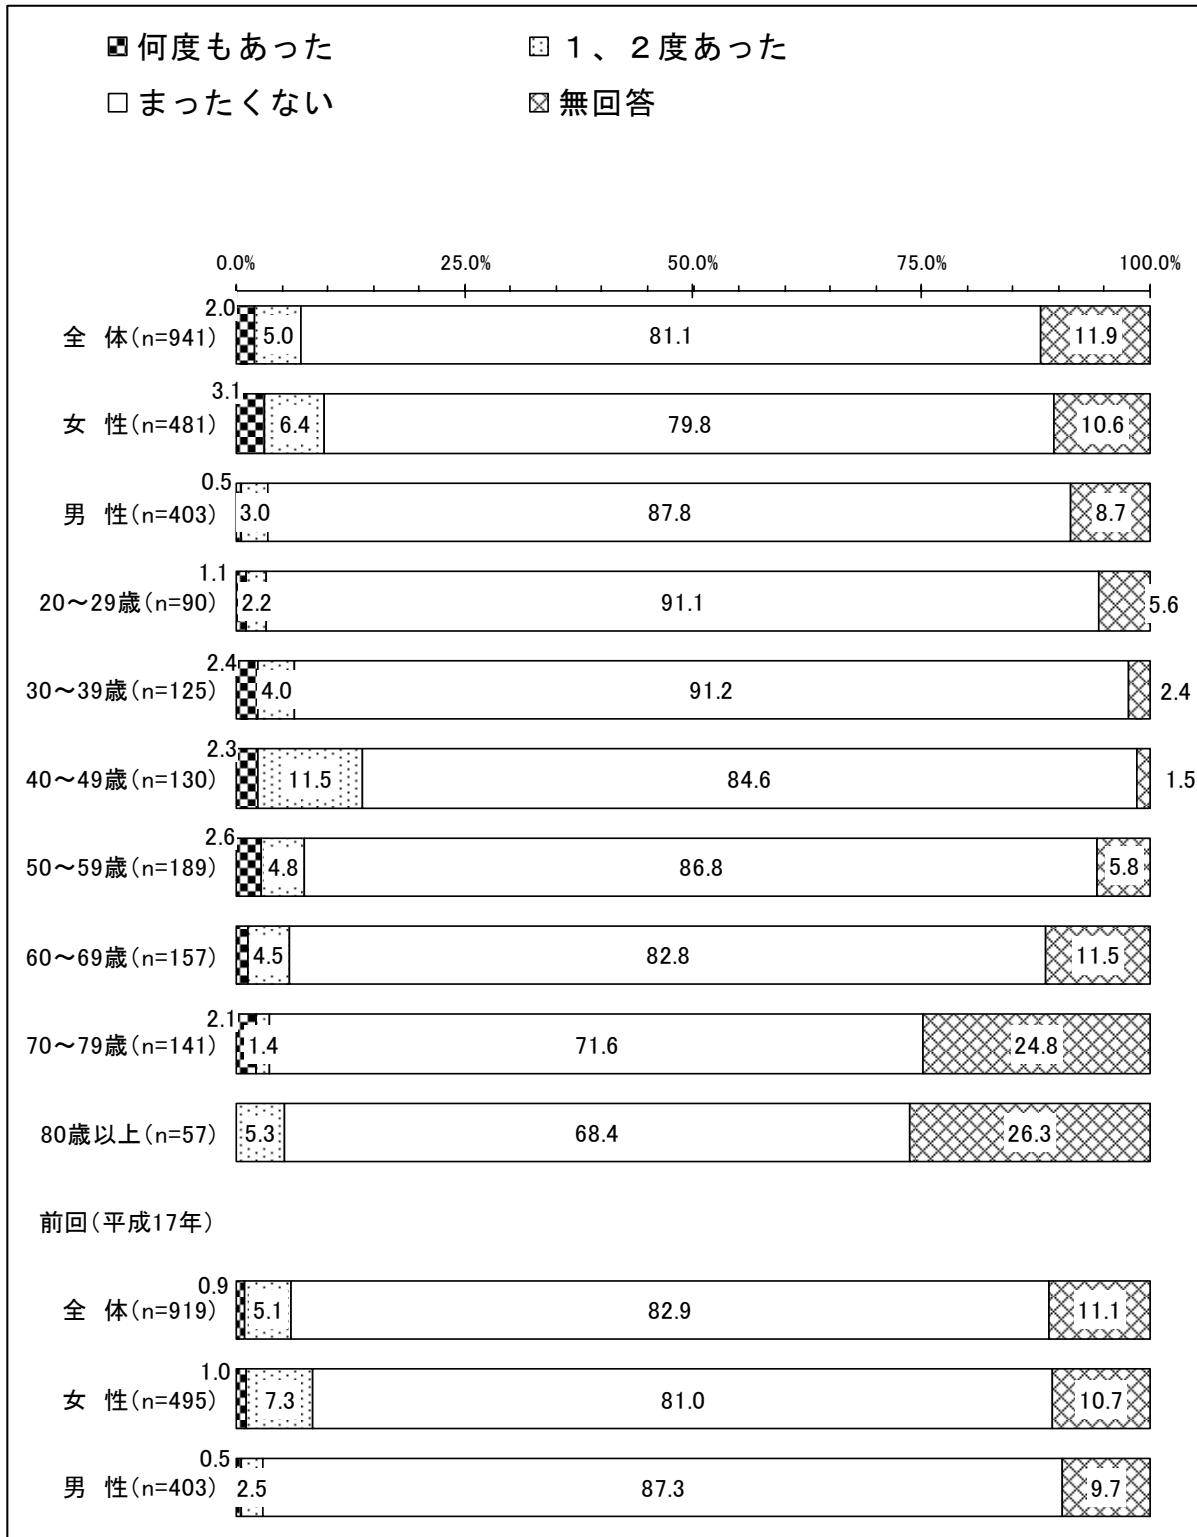 何度もあった １、２度あった
まったくない 無回答
0.0% 25.0% 50.0% 75.0% 100.0%
全 体(n=941) 2.0 5.0 81.1 11.9
女 性(n=481) 3.1 6.4 79.8 10.6
男 性(n=403) 0.5 3.0 87.8 8.7
20～29歳(n=90) 1.1 2.2 91.1 5.6
30～39歳(n=125) 2.4 4.0 91.2 2.4
40～49歳(n=130) 2.3 11.5 84.6 1.5
50～59歳(n=189) 2.6 4.8 86.8 5.8
60～69歳(n=157) 4.5 82.8 11.5
70～79歳(n=141) 2.1 1.4 71.6 24.8
80歳以上(n=57) 5.3 68.4 26.3
前回(平成17年)
全 体(n=919) 0.9 5.1 82.9 11.1
女 性(n=495) 1.0 7.3 81.0 10.7
男 性(n=403) 0.5 2.5 87.3 9.7